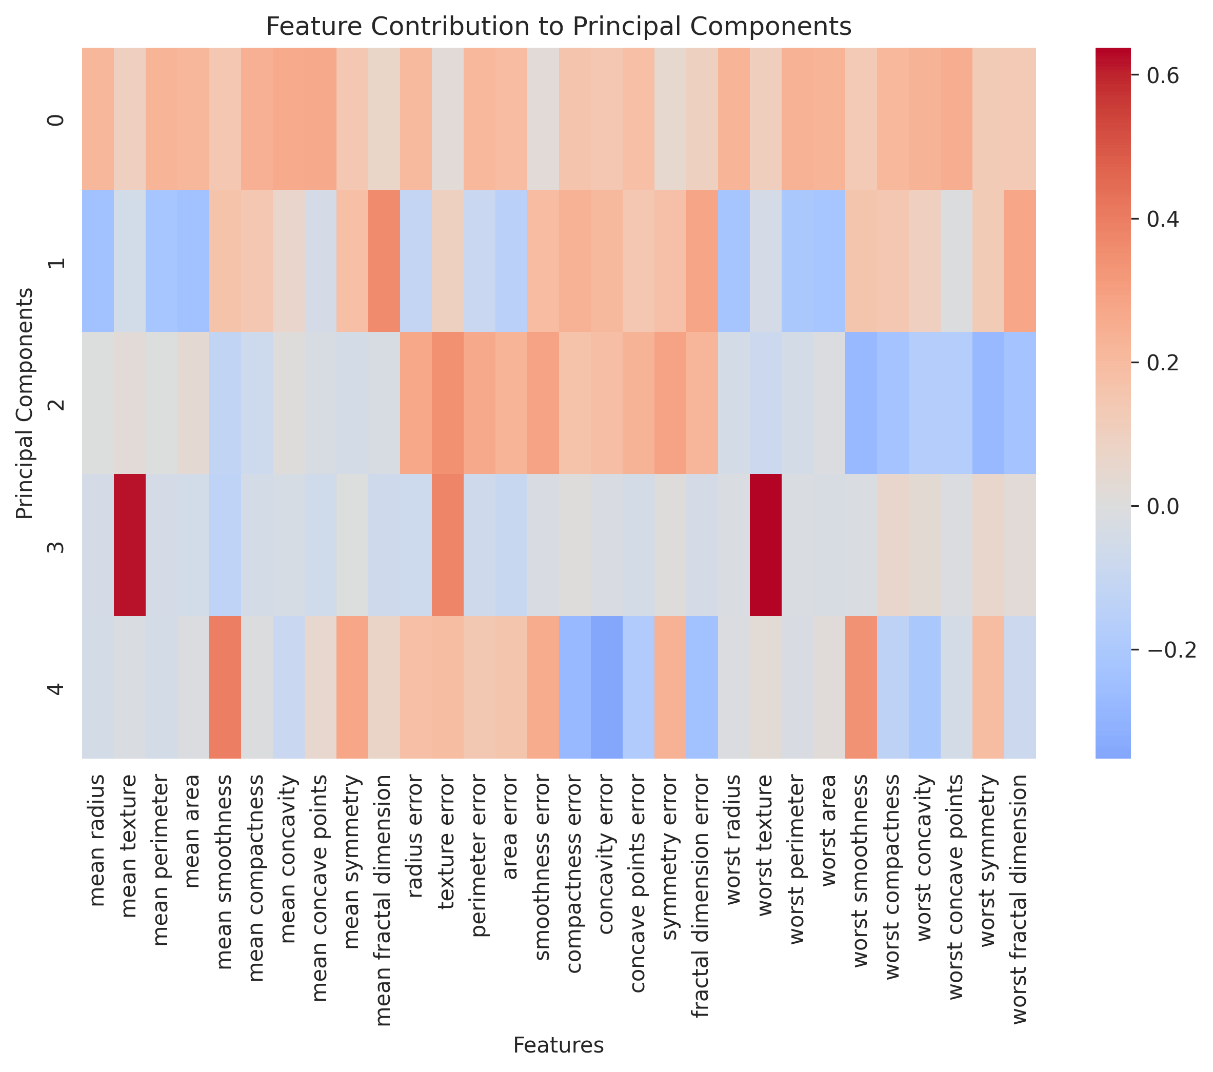 Feature Contribution to Principal Components
Principal Components
0
1
2
3
4
mean radius
mean texture
mean perimeter
mean area
mean smoothness
mean compactness
mean concavity
mean concave points
mean symmetry
mean fractal dimension
radius error
texture error
perimeter error
area error
smoothness error
compactness error
concavity error
concave points error
symmetry error
fractal dimension error
worst radius
worst texture
worst perimeter
worst area
worst smoothness
worst compactness
worst concavity
worst concave points
worst symmetry
worst fractal dimension
Features
0.6
0.4
0.2
0.0
−0.2